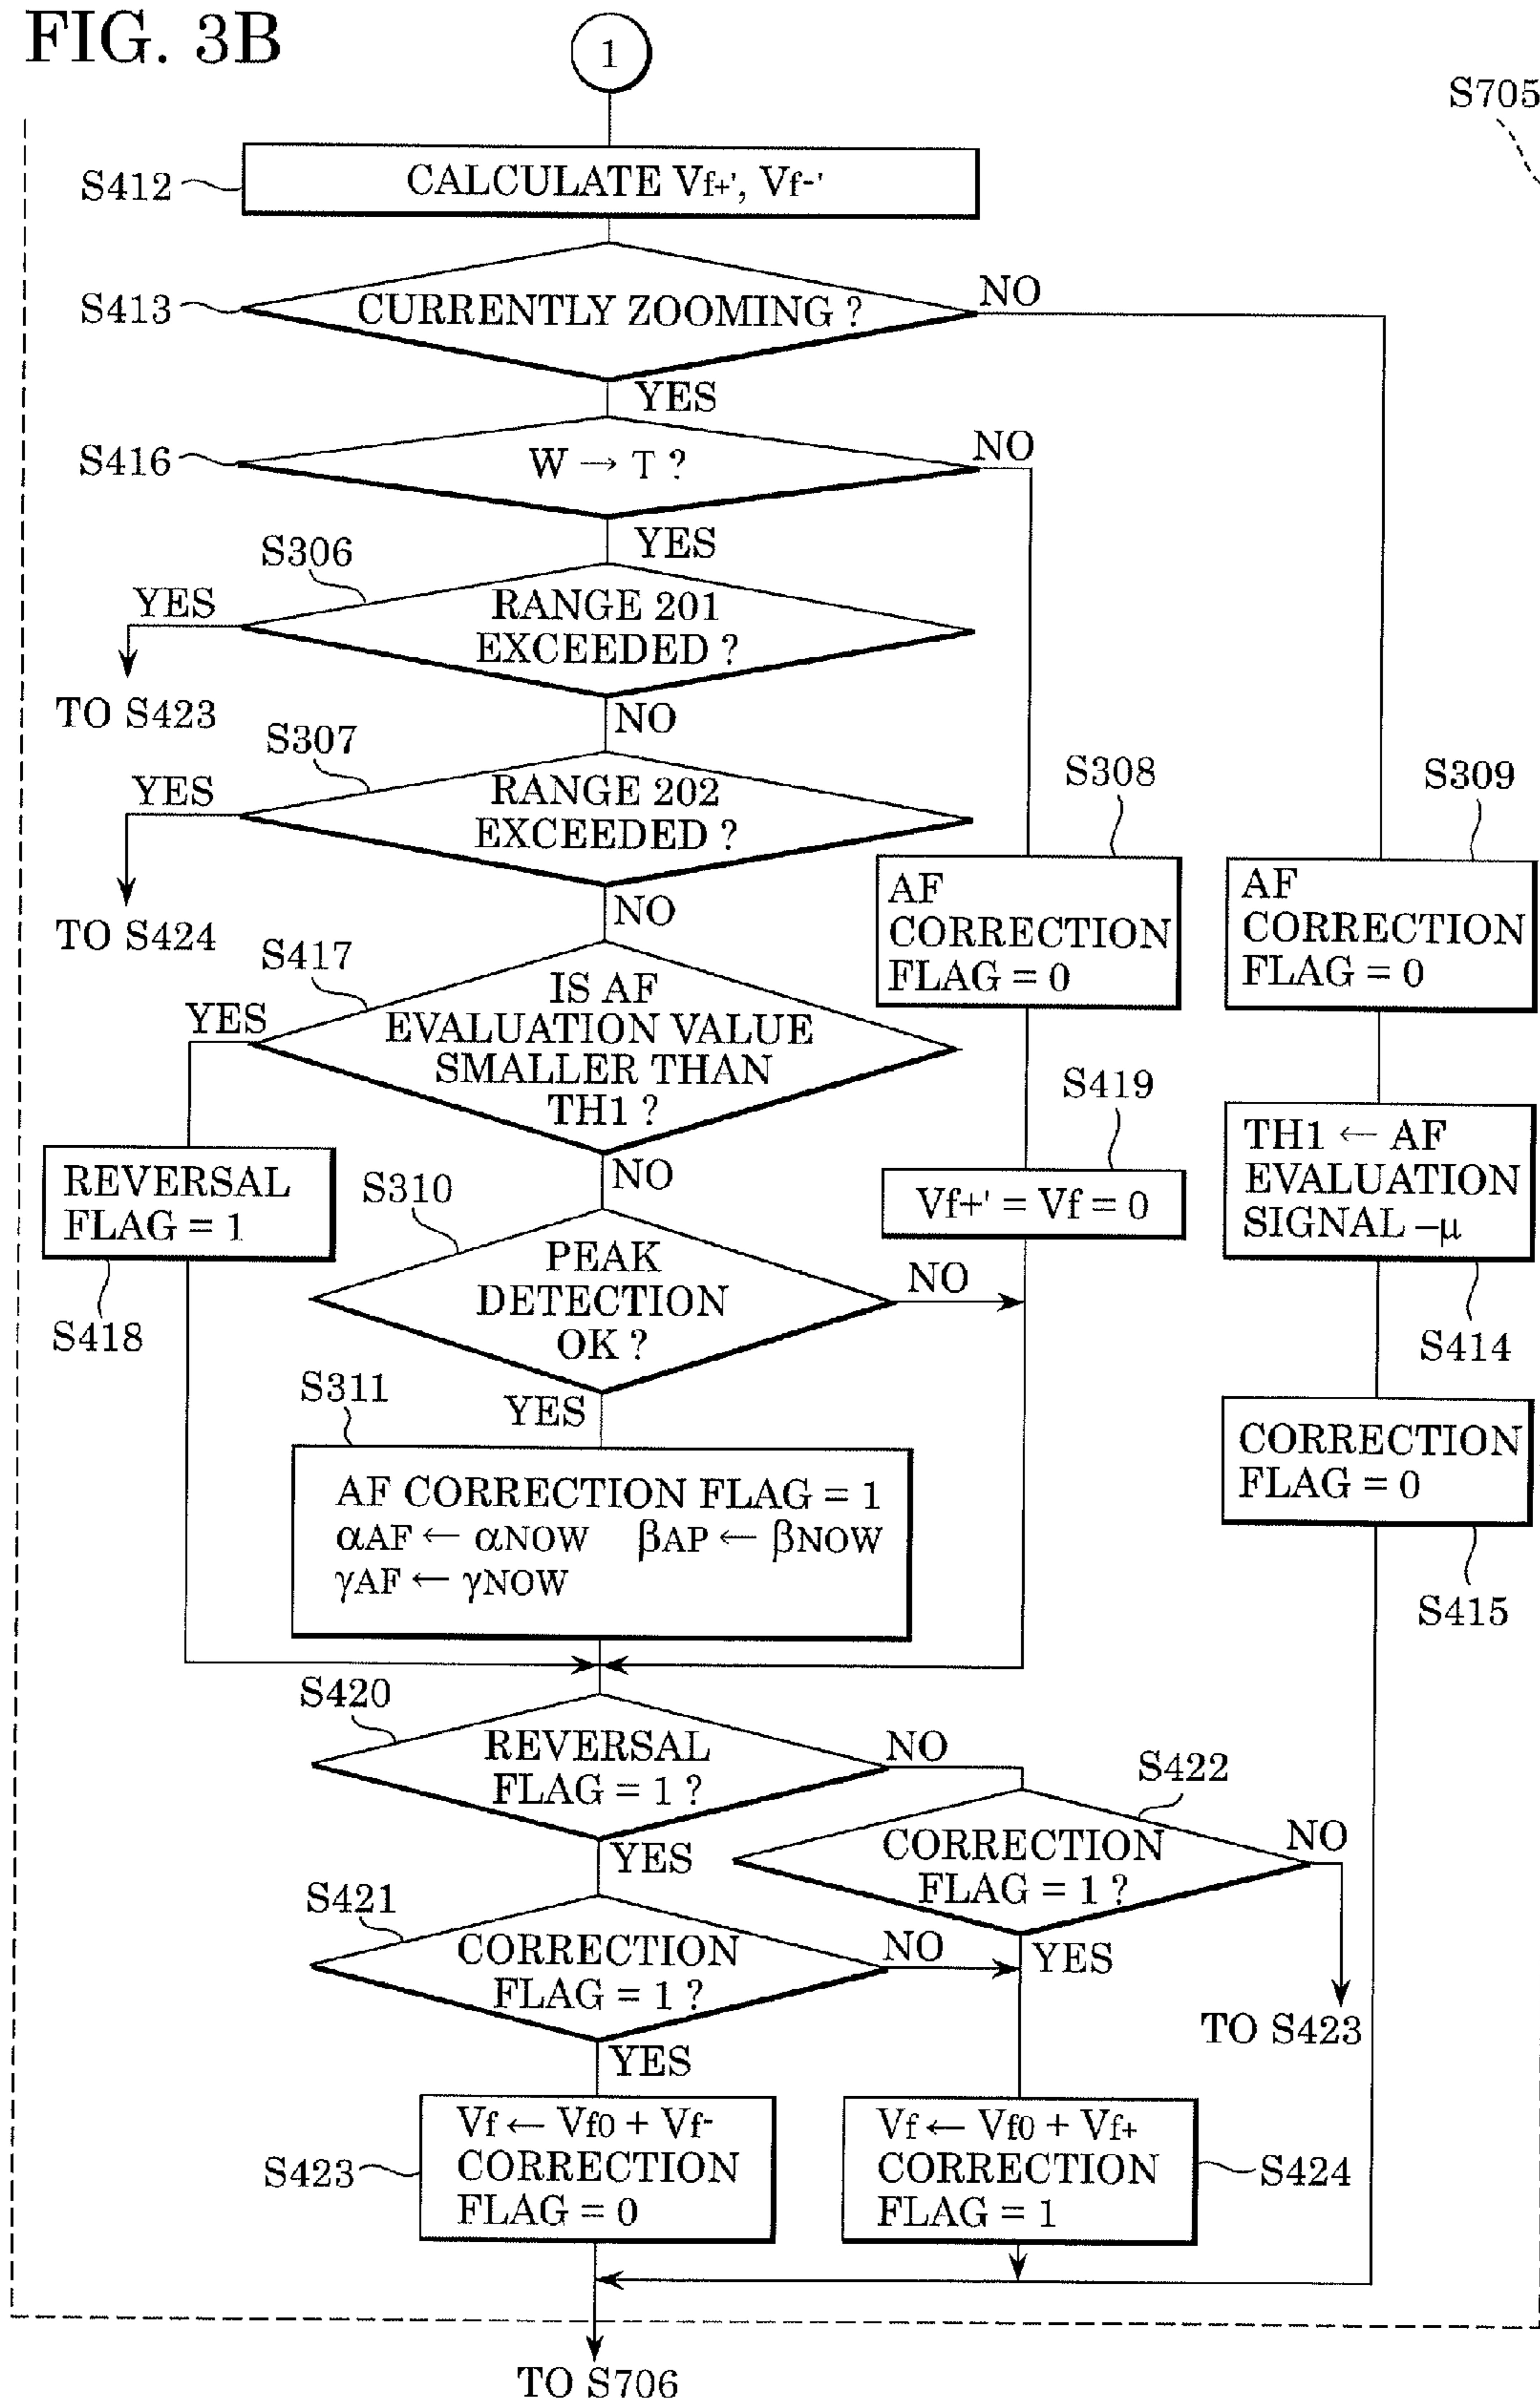 FIG. 3B
1
S705
S412
CALCULATE Vf+', Vf-'
S413
CURRENTLY ZOOMING ?
NO
YES
S416
W → T ?
NO
YES
S306
YES
RANGE 201
EXCEEDED ?
TO S423
NO
S307
YES
RANGE 202
EXCEEDED ?
TO S424
NO
S308
AF
CORRECTION
FLAG = 0
S309
AF
CORRECTION
FLAG = 0
S417
YES
IS AF
EVALUATION VALUE
SMALLER THAN
TH1 ?
NO
S419
Vf+' = Vf = 0
TH1 ← AF
EVALUATION
SIGNAL -μ
S414
REVERSAL
FLAG = 1
S418
S310
PEAK
DETECTION
OK ?
NO
YES
S311
AF CORRECTION FLAG = 1
αAF ← αNOW βAP ← βNOW
γAF ← γNOW
CORRECTION
FLAG = 0
S415
S420
REVERSAL
FLAG = 1 ?
NO
YES
S422
CORRECTION
FLAG = 1 ?
NO
YES
TO S423
S421
CORRECTION
FLAG = 1 ?
NO
YES
S423
Vf ← Vf0 + Vf-
CORRECTION
FLAG = 0
Vf ← Vf0 + Vf+
CORRECTION
FLAG = 1
S424
TO S706